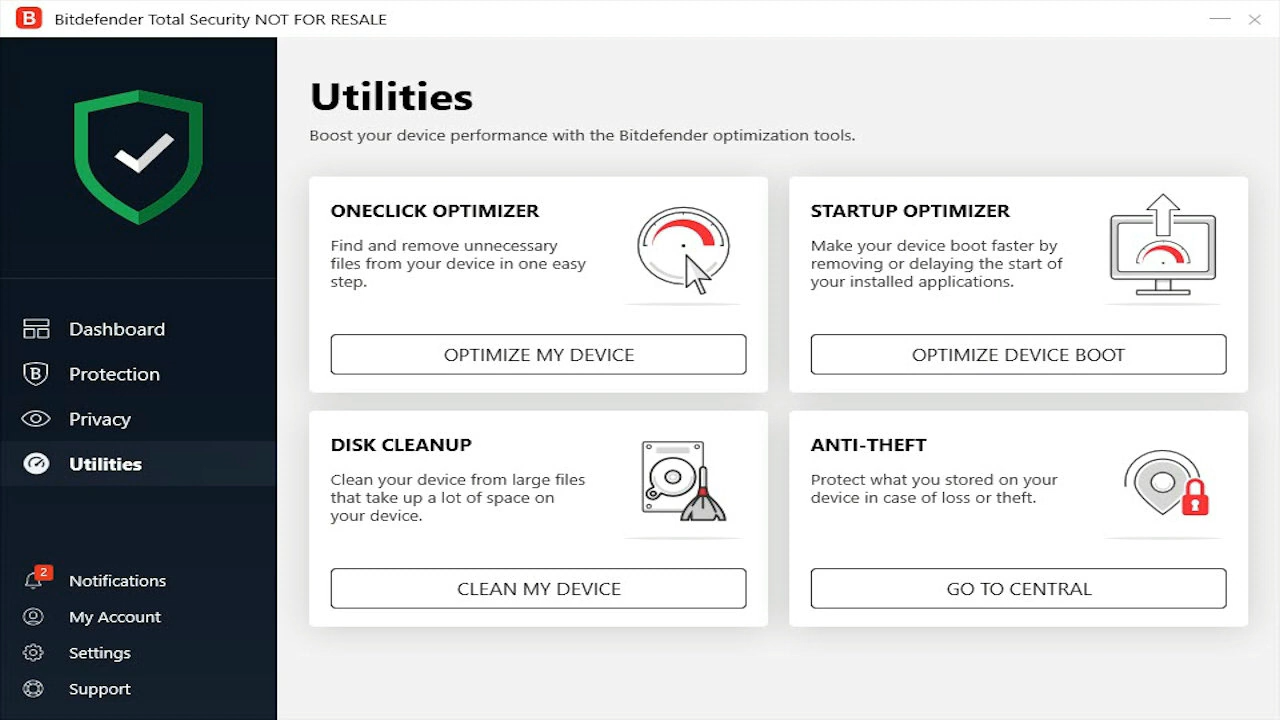 B Bitdefender Total Security NOT FOR RESALE
Dashboard
Protection
Privacy
Utilities
2
Notifications
My Account
Settings
Support
Utilities
Boost your device performance with the Bitdefender optimization tools.
ONECLICK OPTIMIZER
Find and remove unnecessary
files from your device in one easy
step.
OPTIMIZE MY DEVICE
STARTUP OPTIMIZER
Make your device boot faster by
removing or delaying the start of
your installed applications.
OPTIMIZE DEVICE BOOT
DISK CLEANUP
Clean your device from large files
that take up a lot of space on
your device.
CLEAN MY DEVICE
ANTI-THEFT
Protect what you stored on your
device in case of loss or theft.
GO TO CENTRAL